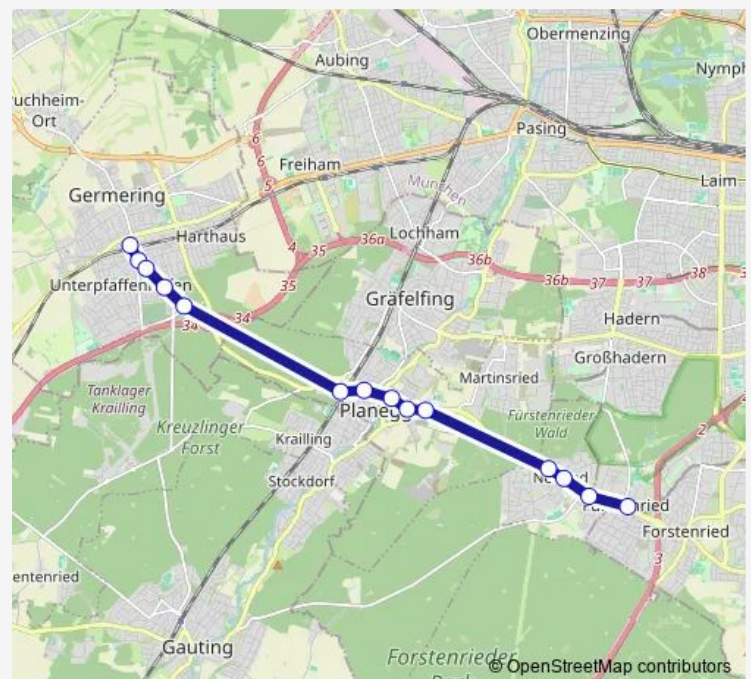 Obermenzing
Aubing
Nymph
uchheim-
Ort
Pasing
Freiham
6
6
5
München
Laim
Germering
Lochham
Harthaus
4
35
36a
36b
36b
37
37
38
35
Unterpfaffenhofen
Gräfelfing
34
34
Hadern
Großhadern
Martinsried
Tanklager
Krailling
Planegg
Fürstenrieder
Wald
2
Kreuzlinger
Forst
Krailling
Stockdorf
Forstenried
3
entenried
Gauting
Forstenrieder
© OpenStreetMap contributors